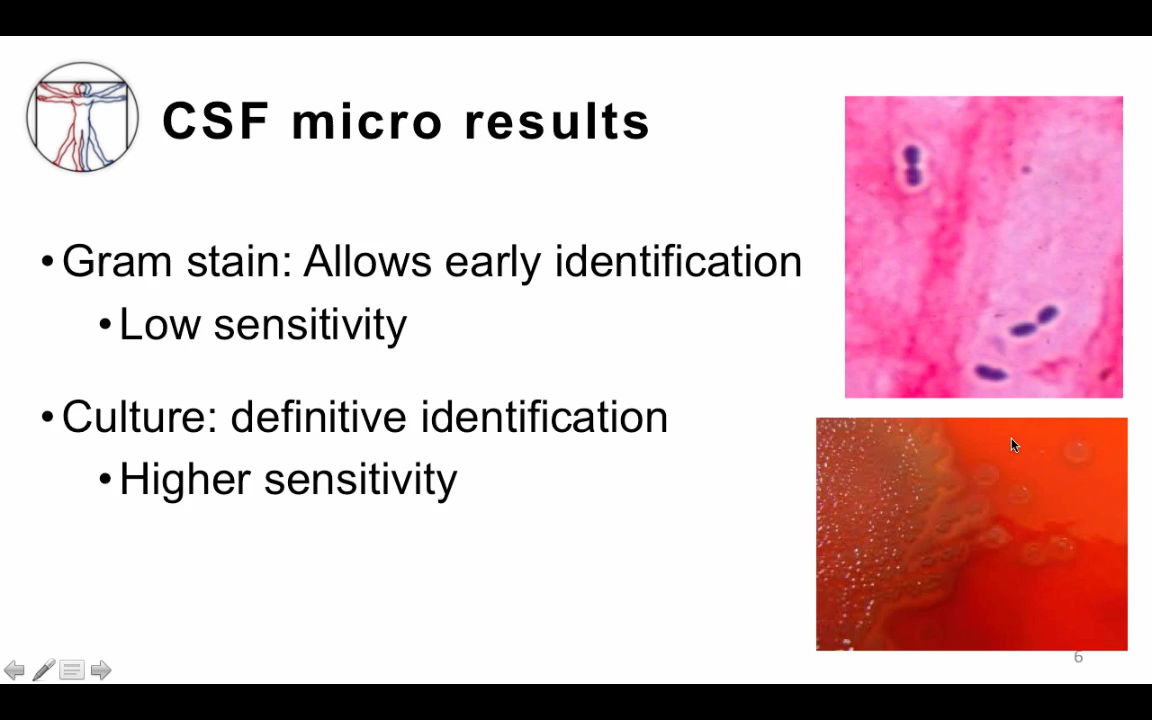 CSF micro results
• Gram stain: Allows early identification
• Low sensitivity
• Culture: definitive identification
• Higher sensitivity
6